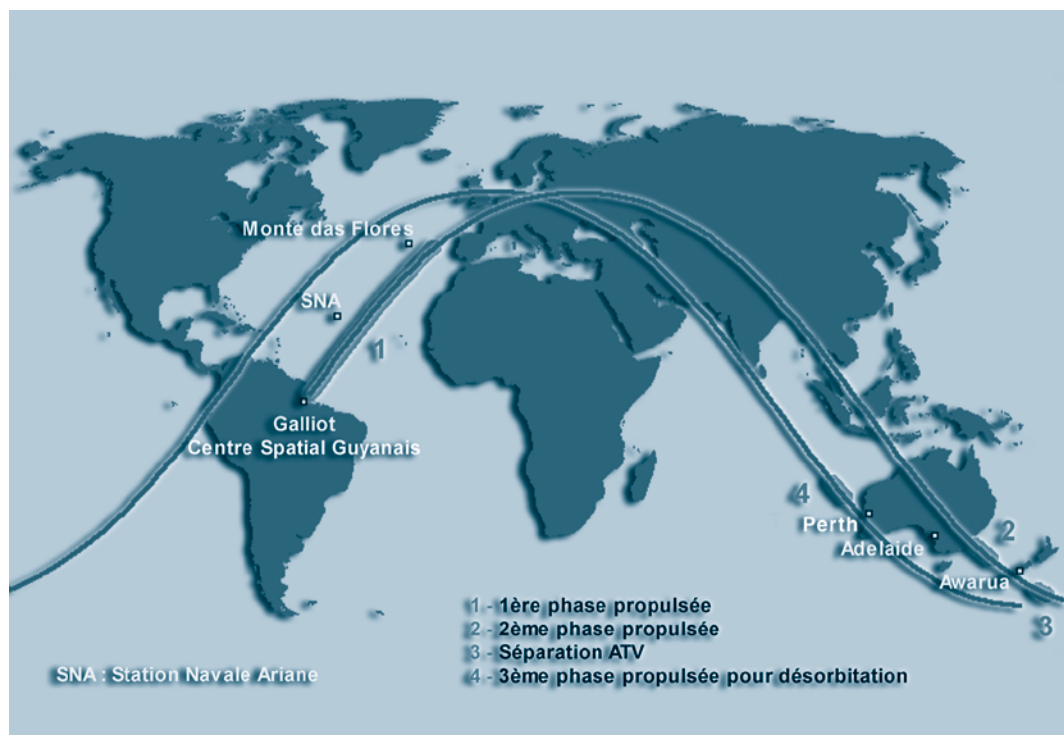 Monte das Flores
SNA
1
Galliot
Centre Spatial Guyanais
4
Perth
2
Adelaide
Awarua
3
1 - 1ère phase propulsée
2 - 2ème phase propulsée
3 - Séparation ATV
4 - 3ème phase propulsée pour désorbitation
SNA : Station Navale Ariane